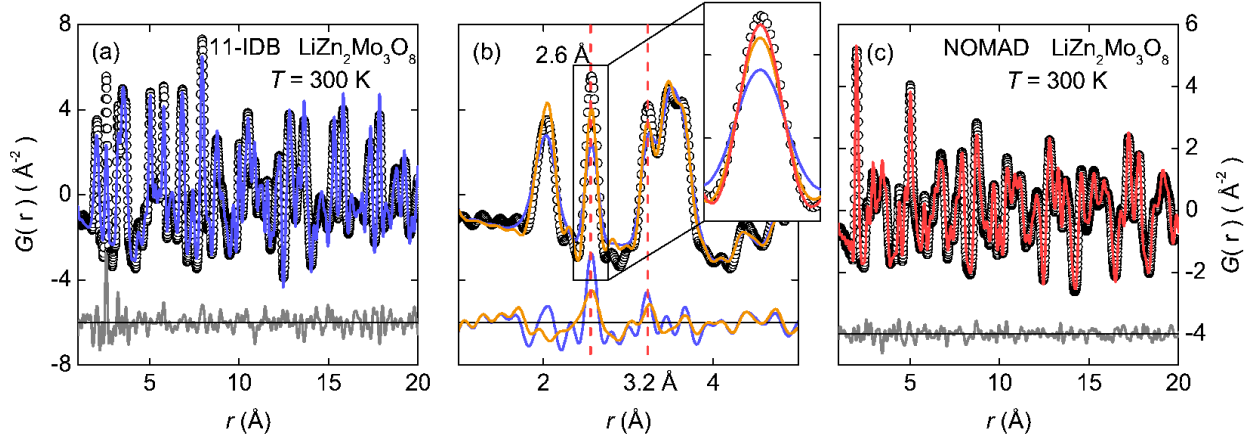 (a) 11-IDB LiZn2Mo3O8
T = 300 K
8
4
0
-4
-8
G( r ) ( Å-2 )
5 10 15 20
r (Å)
(b)
2.6 Å
2 3.2 Å 4
r (Å)
(c) NOMAD LiZn2Mo3O8
T = 300 K
6
4
2
0
-2
-4
G( r ) (Å-2)
5 10 15 20
r (Å)